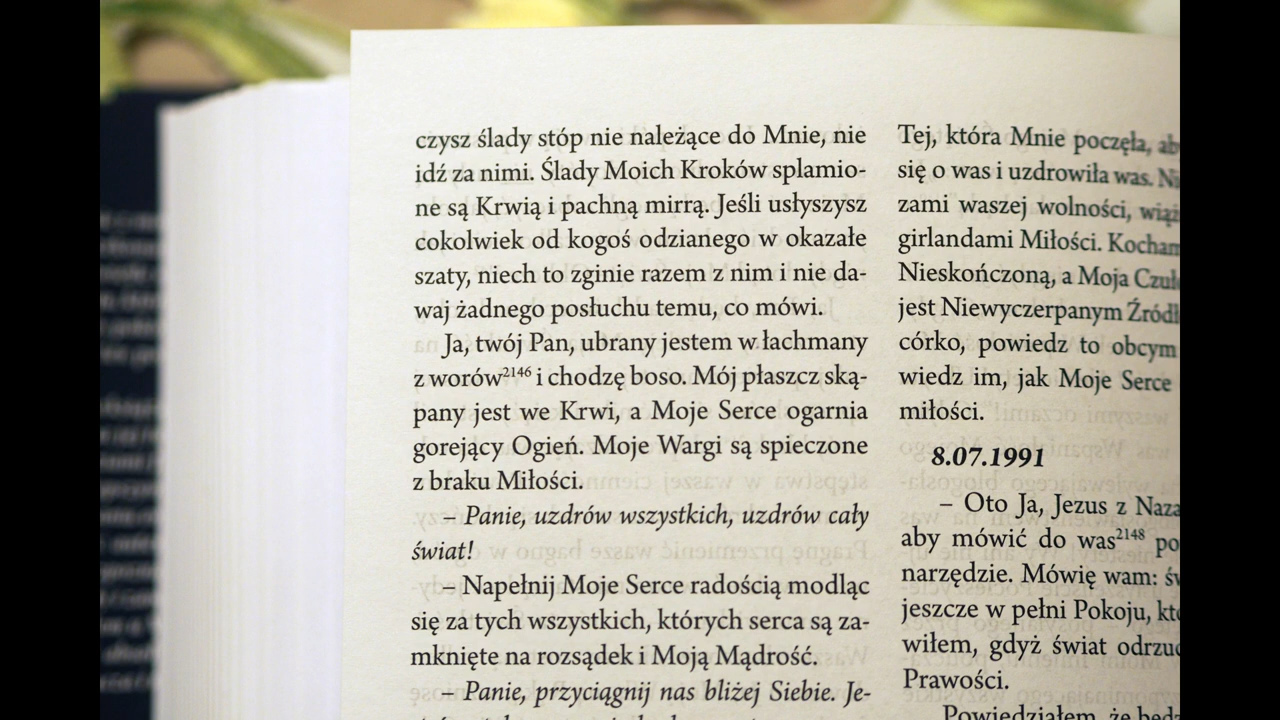 czysz ślady stóp nie należące do Mnie, nie
idź za nimi. Ślady Moich Kroków splamio-
ne są Krwią i pachną mirrą. Jeśli usłyszysz
cokolwiek od kogoś odzianego w okazałe
szaty, niech to zginie razem z nim i nie da-
waj żadnego posłuchu temu, co mówi.
Ja, twój Pan, ubrany jestem w łachmany
z worów2146 i chodzę boso. Mój płaszcz ską-
pany jest we Krwi, a Moje Serce ogarnia
gorejący Ogień. Moje Wargi są spieczone
z braku Miłości.
– Panie, uzdrów wszystkich, uzdrów cały
świat!
– Napełnij Moje Serce radością modląc
się za tych wszystkich, których serca są za-
mknięte na rozsądek i Moją Mądrość.
– Panie, przyciągnij nas bliżej Siebie. Je-
Tej, która Mnie poczęła,
się o was i uzdrowiła was.
zami waszej wolności,
girlandami Miłości.
Nieskończoną, a Moja
jest Niewyczerpanym
córko, powiedz to obcym
wiedz im, jak Moje Serce
miłości.
8.07.1991
– Oto Ja, Jezus z
aby mówić do was2148
narzędzie. Mówię wam:
jeszcze w pełni Pokoju,
wiłem, gdyż świat
Prawości.
Powiedziałem, że